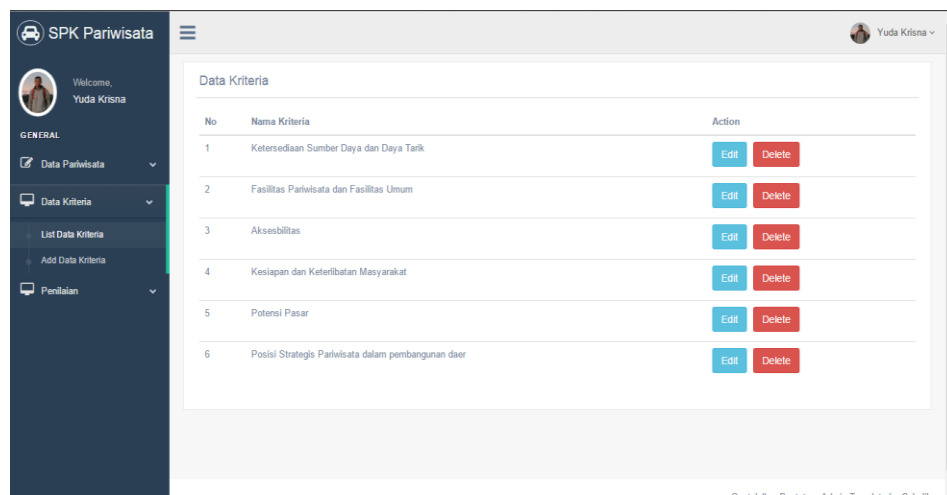 SPK Pariwisata
Yuda Krisna
Welcome,
Yuda Krisna
GENERAL
Data Pariwisata
Data Kriteria
List Data Kriteria
Add Data Kriteria
Penilaian
Data Kriteria
No Nama Kriteria Action
1 Ketersediaan Sumber Daya dan Daya Tarik Edit Delete
2 Fasilitas Pariwisata dan Fasilitas Umum Edit Delete
3 Aksesbilitas Edit Delete
4 Kesiapan dan Keterlibatan Masyarakat Edit Delete
5 Potensi Pasar Edit Delete
6 Posisi Strategis Pariwisata dalam pembangunan daer Edit Delete